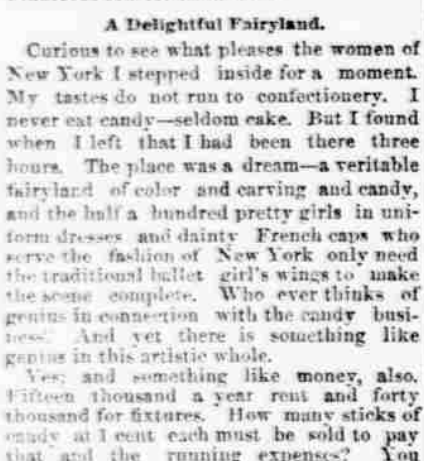 A Delightful Fairyland.
Curious to see what pleases the women of
New York I stepped inside for a moment.
My tastes do not run to confectionery. I
never eat candy—seldom cake. But I found
when I left that I had been there three
hours. The place was a dream—a veritable
fairyland of color and carving and candy,
and the half a hundred pretty girls in uni-
form dresses and dainty French caps who
serve the fashion of New York only need
the traditional ballet girl's wings to make
the scene complete. Who ever thinks of
genius in connection with the candy busi-
ness? And yet there is something like
genius in this artistic whole.
Yes; and something like money, also.
Fifteen thousand a year rent and forty
thousand for fixtures. How many sticks of
candy at 1 cent each must be sold to pay
that and the running expenses? You